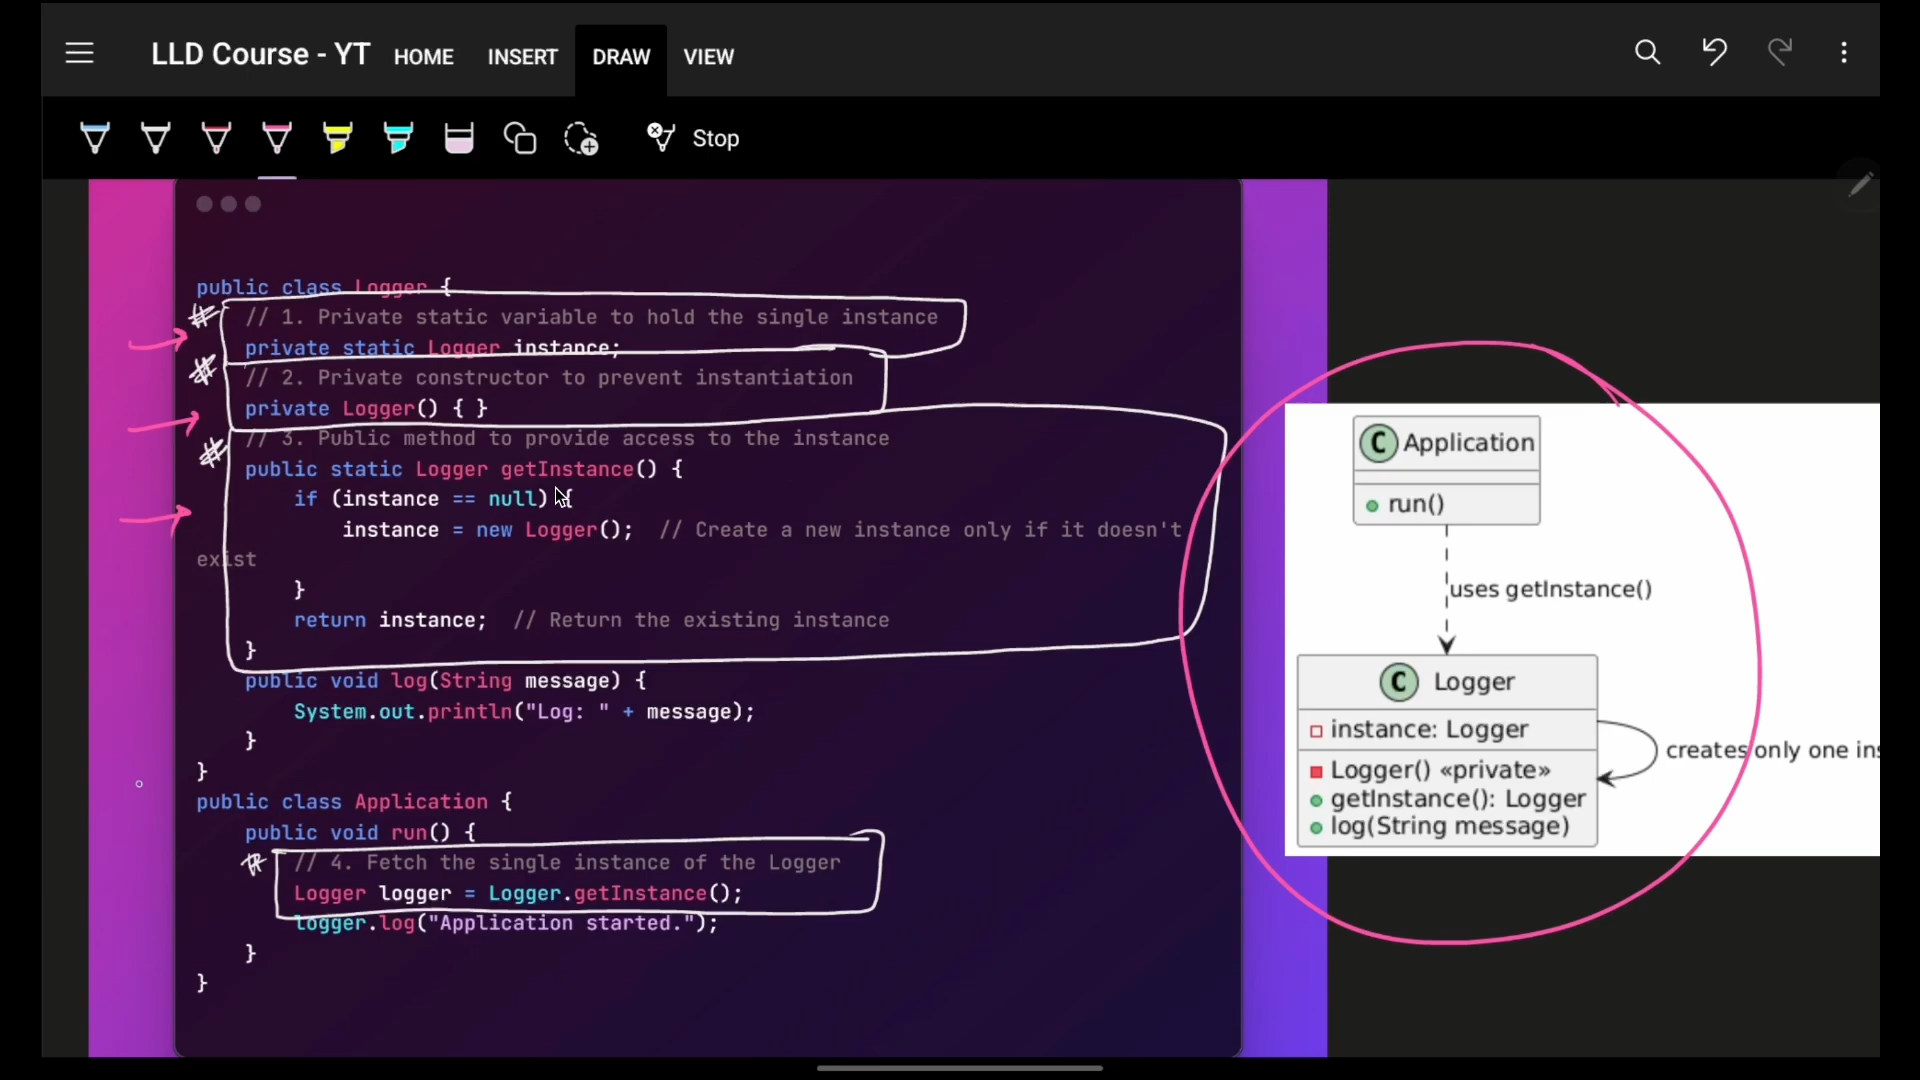 LLD Course - YT HOME INSERT DRAW VIEW
Stop
public class Logger {
// 1. Private static variable to hold the single instance
private static Logger instance;
// 2. Private constructor to prevent instantiation
private Logger() { }
// 3. Public method to provide access to the instance
public static Logger getInstance() {
if (instance == null) {
instance = new Logger();  // Create a new instance only if it doesn't
exist
}
return instance;  // Return the existing instance
}
public void log(String message) {
System.out.println("Log: " + message);
}
}
public class Application {
public void run() {
// 4. Fetch the single instance of the Logger
Logger logger = Logger.getInstance();
logger.log("Application started.");
}
}
C Application
run()
uses getInstance()
C Logger
instance: Logger
creates only one ins
Logger() «private»
getInstance(): Logger
log(String message)